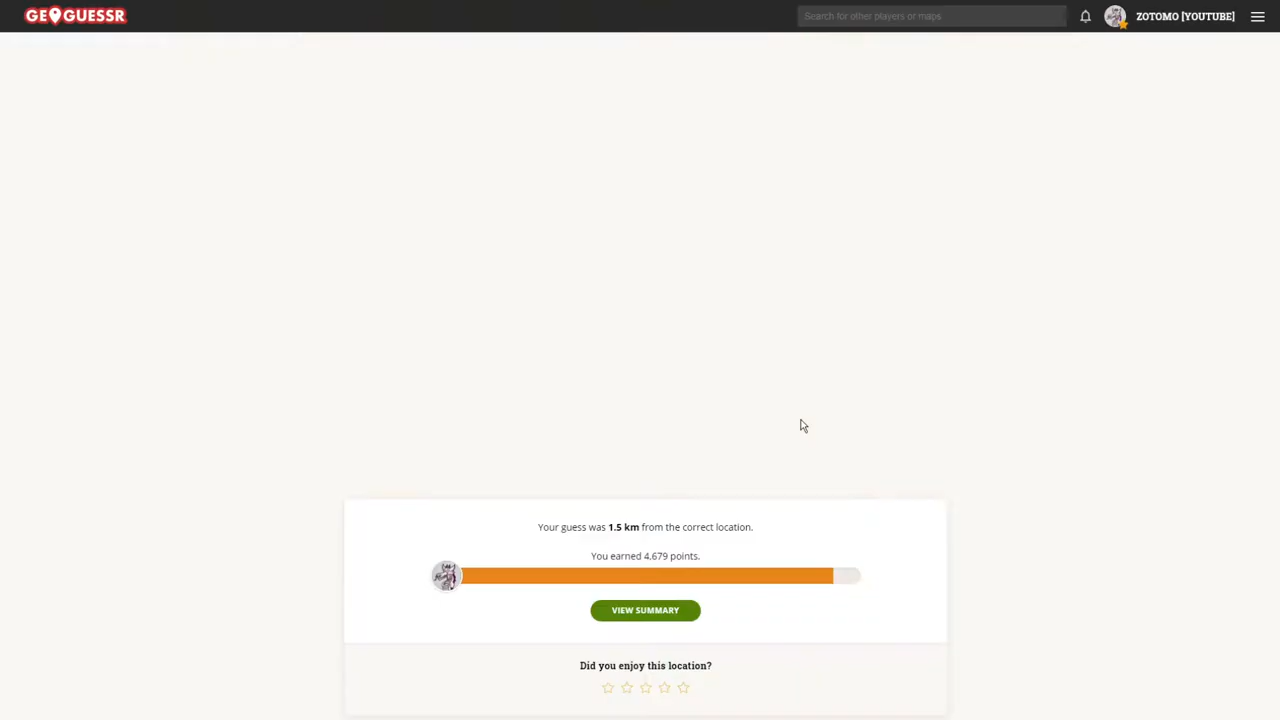 GEOGUESSR
Search for other players or maps
ZOTOMO [YOUTUBE]
Your guess was 1.5 km from the correct location.
You earned 4,679 points.
VIEW SUMMARY
Did you enjoy this location?